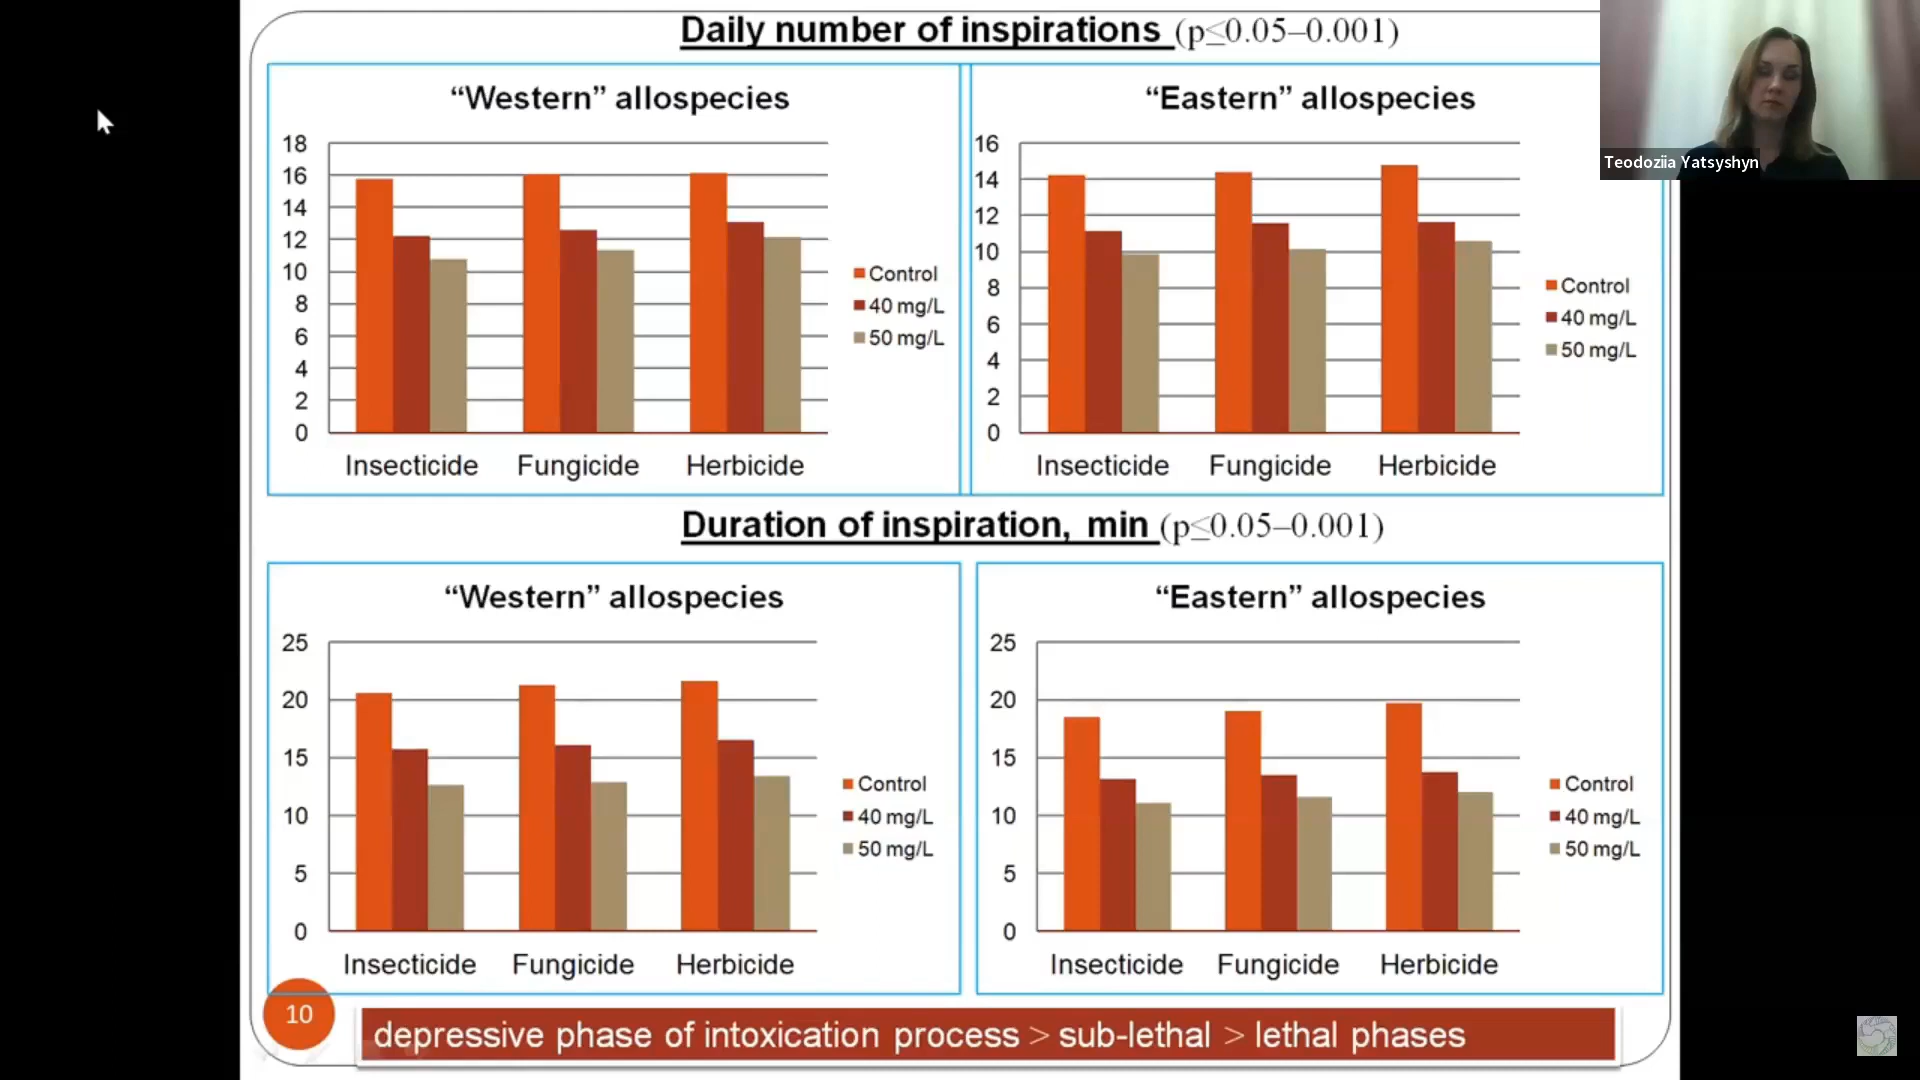 Daily number of inspirations (p≤0.05–0.001)
“Western” allospecies
18
16
14
12
10
8
6
4
2
0
Insecticide Fungicide Herbicide
Control
40 mg/L
50 mg/L
“Eastern” allospecies
16
14
12
10
8
6
4
2
0
Insecticide Fungicide Herbicide
Control
40 mg/L
50 mg/L
Teodoziia Yatsyshyn
Duration of inspiration, min (p≤0.05–0.001)
“Western” allospecies
25
20
15
10
5
0
Insecticide Fungicide Herbicide
Control
40 mg/L
50 mg/L
“Eastern” allospecies
25
20
15
10
5
0
Insecticide Fungicide Herbicide
Control
40 mg/L
50 mg/L
10
depressive phase of intoxication process > sub-lethal > lethal phases